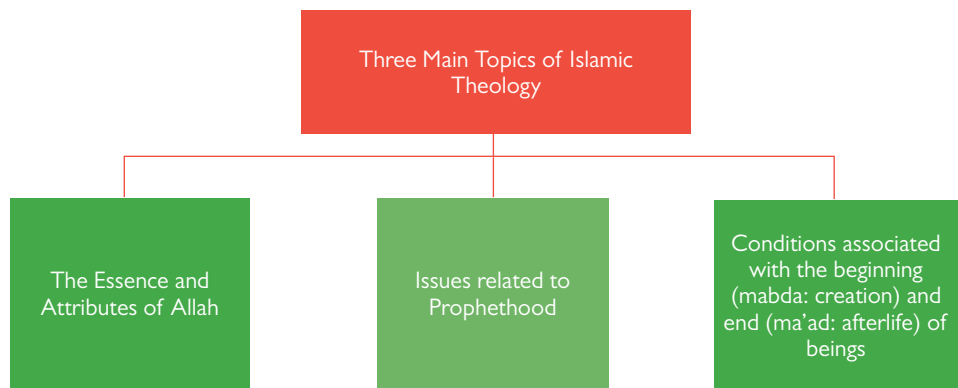 Three Main Topics of Islamic
Theology
The Essence and
Attributes of Allah
Issues related to
Prophethood
Conditions associated
with the beginning
(mabda: creation) and
end (ma'ad: afterlife) of
beings